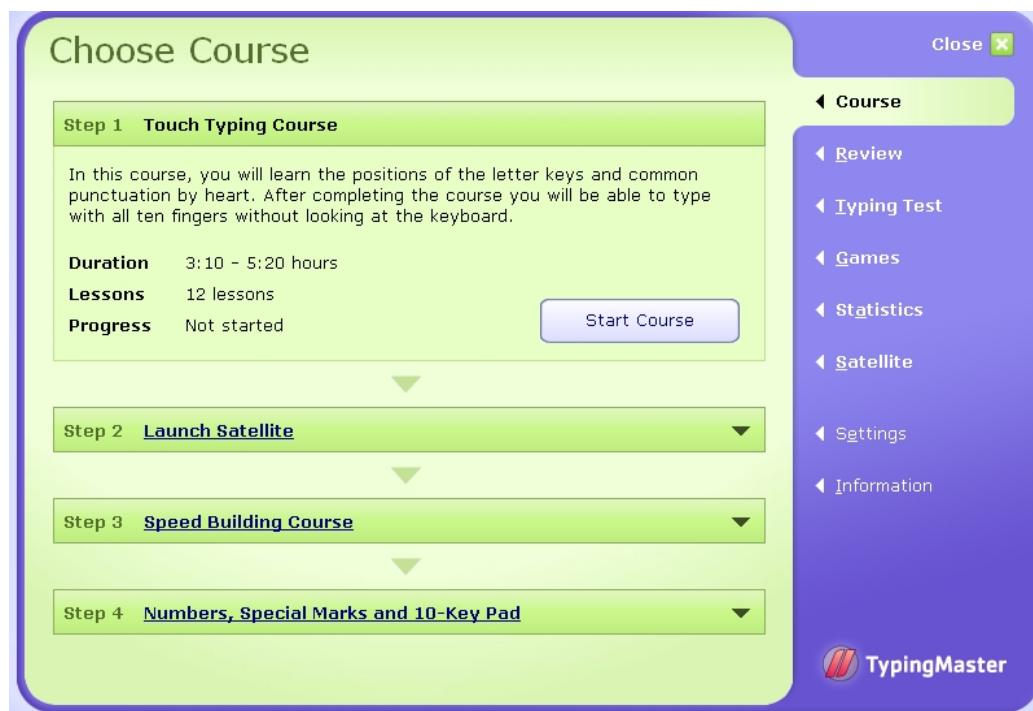 Choose Course
Close
Step 1 Touch Typing Course
In this course, you will learn the positions of the letter keys and common
punctuation by heart. After completing the course you will be able to type
with all ten fingers without looking at the keyboard.
Duration 3:10 - 5:20 hours
Lessons 12 lessons
Progress Not started
Start Course
Step 2 Launch Satellite
Step 3 Speed Building Course
Step 4 Numbers, Special Marks and 10-Key Pad
Course
Review
Typing Test
Games
Statistics
Satellite
Settings
Information
TypingMaster